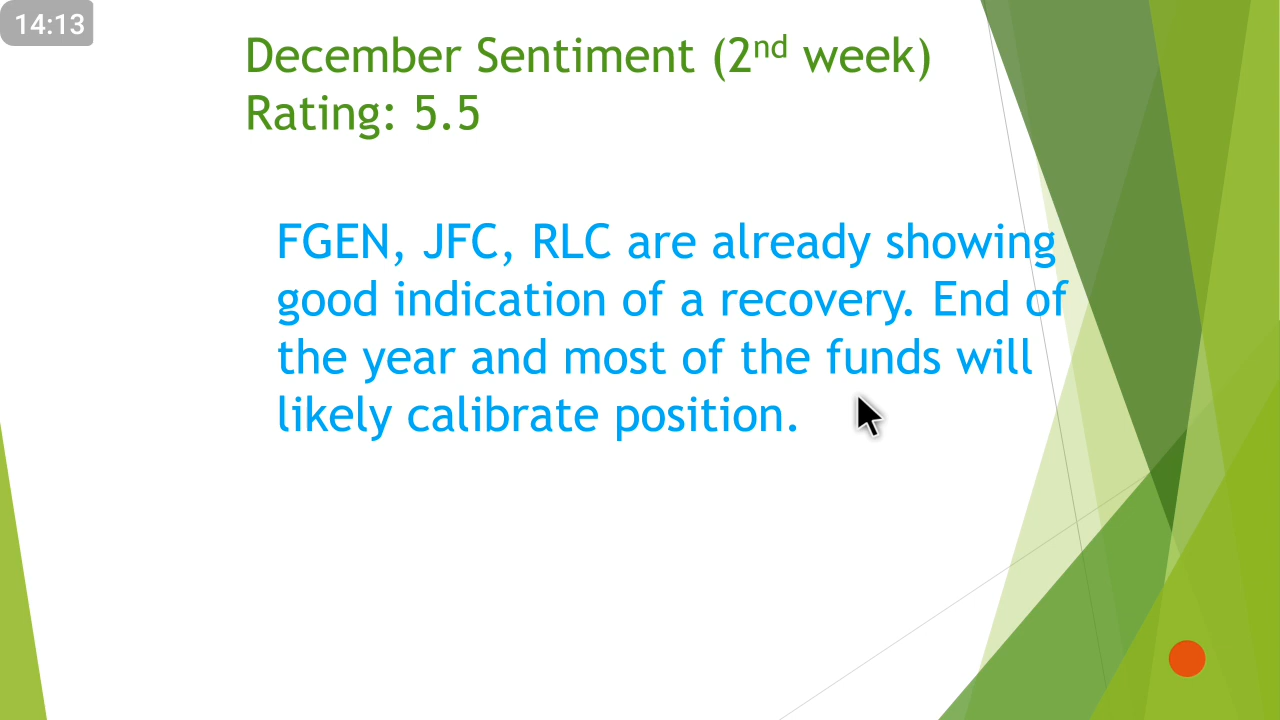 14:13
December Sentiment (2nd week)
Rating: 5.5
FGEN, JFC, RLC are already showing
good indication of a recovery. End of
the year and most of the funds will
likely calibrate position.